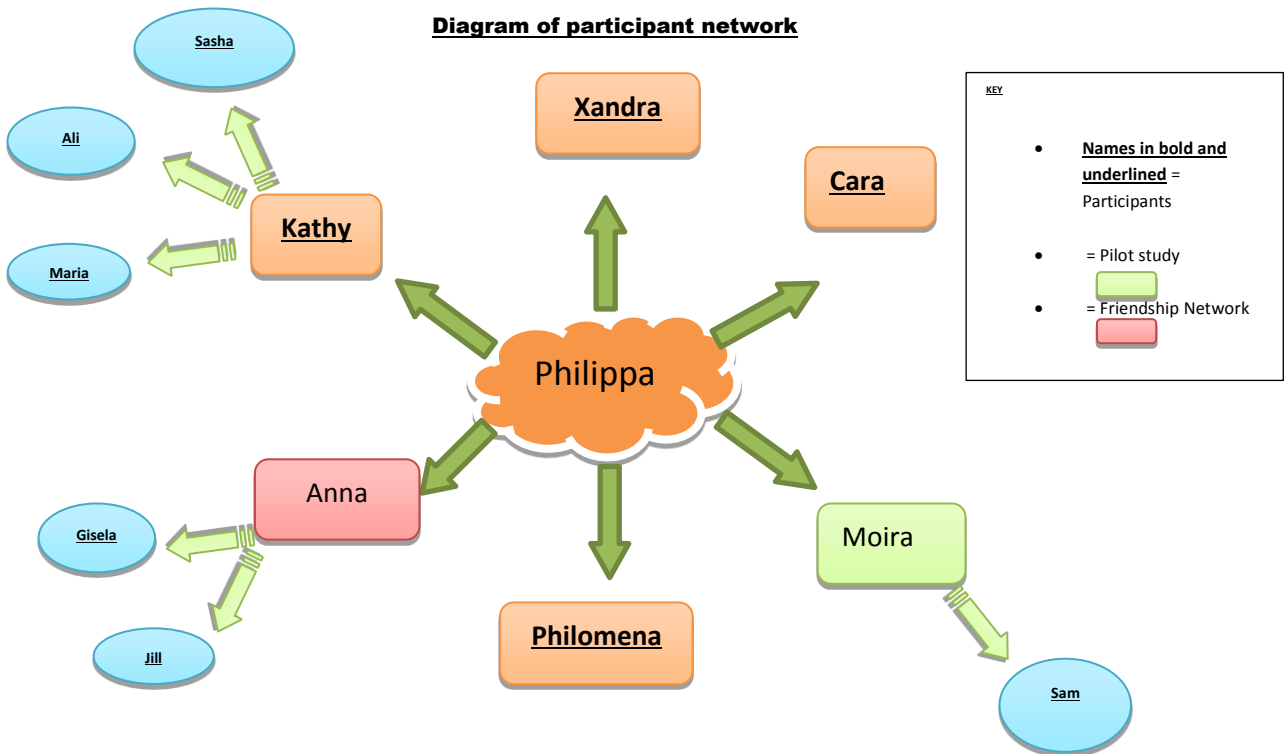 Diagram of participant network
Sasha
Xandra
KEY
Ali
• Names in bold and
underlined =
Participants
Cara
Kathy
• = Pilot study
Maria
• = Friendship Network
Philippa
Anna
Moira
Gisela
Philomena
Jill
Sam